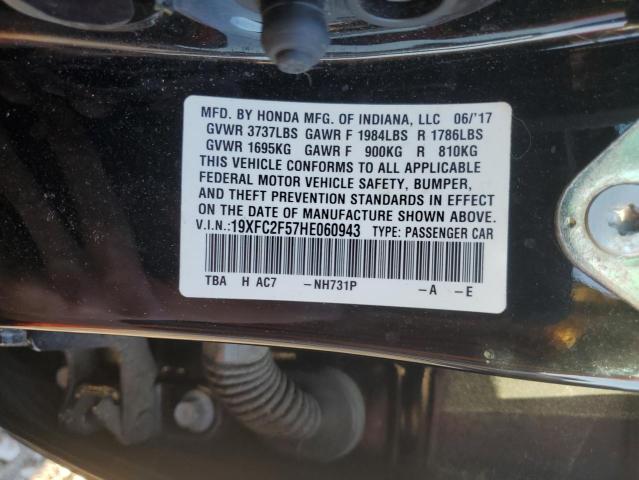 MFD. BY HONDA MFG. OF INDIANA, LLC 06/'17
GVWR 3737LBS GAWR F 1984LBS R 1786LBS
GVWR 1695KG GAWR F 900KG R 810KG
THIS VEHICLE CONFORMS TO ALL APPLICABLE
FEDERAL MOTOR VEHICLE SAFETY, BUMPER,
AND THEFT PREVENTION STANDARDS IN EFFECT
ON THE DATE OF MANUFACTURE SHOWN ABOVE.
V.I.N.: 19XFC2F57HE060943 TYPE: PASSENGER CAR
TBA H AC7 -NH731P -A -E